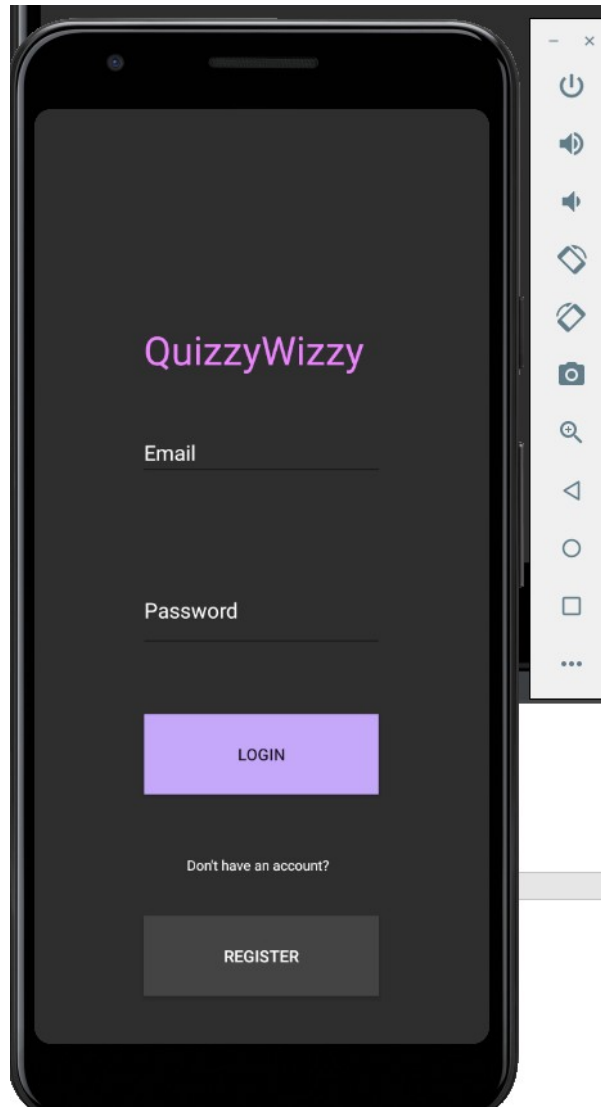 QuizzyWizzy
Email
Password
LOGIN
Don't have an account?
REGISTER